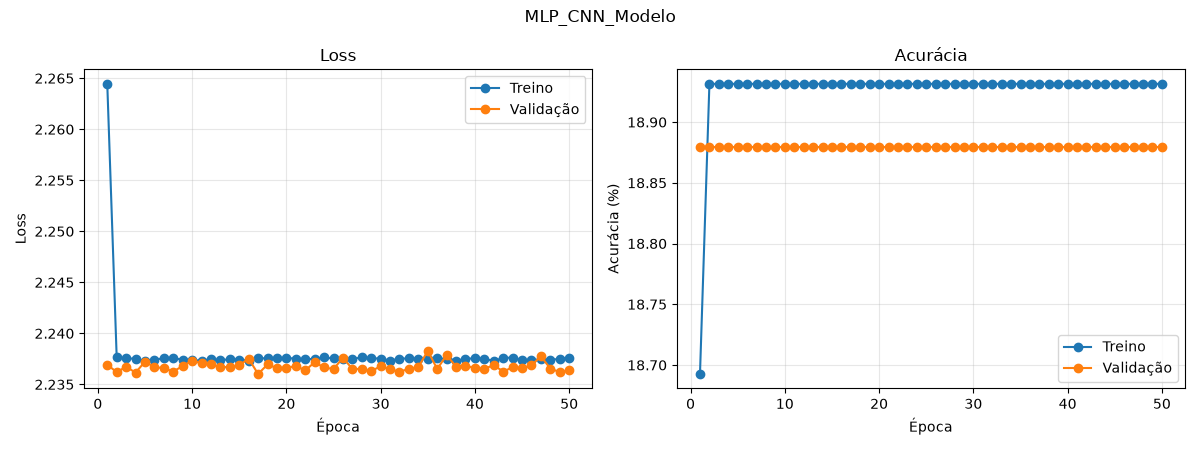 MLP_CNN_Modelo
Loss
2.265
2.260
2.255
2.250
2.245
2.240
2.235
0
10
20
30
40
50
Loss
Época
Treino
Validação
Acurácia
18.90
18.85
18.80
18.75
18.70
0
10
20
30
40
50
Acurácia (%)
Época
Treino
Validação